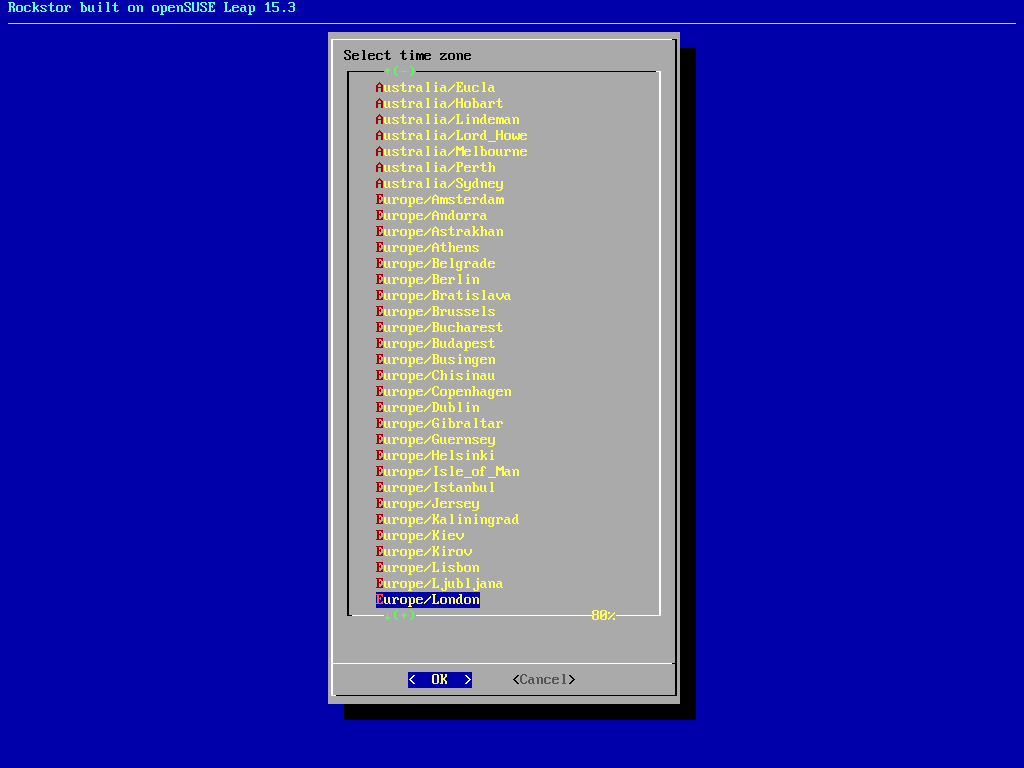 Rockstor built on openSUSE Leap 15.3
Select time zone
^(-)
Australia/Eucla
Australia/Hobart
Australia/Lindeman
Australia/Lord_Howe
Australia/Melbourne
Australia/Perth
Australia/Sydney
Europe/Amsterdam
Europe/Andorra
Europe/Astrakhan
Europe/Athens
Europe/Belgrade
Europe/Berlin
Europe/Bratislava
Europe/Brussels
Europe/Bucharest
Europe/Budapest
Europe/Busingen
Europe/Chisinau
Europe/Copenhagen
Europe/Dublin
Europe/Gibraltar
Europe/Guernsey
Europe/Helsinki
Europe/Isle_of_Man
Europe/Istanbul
Europe/Jersey
Europe/Kaliningrad
Europe/Kiev
Europe/Kirov
Europe/Lisbon
Europe/Ljubljana
Europe/London
(+) 80%
< OK > <Cancel>